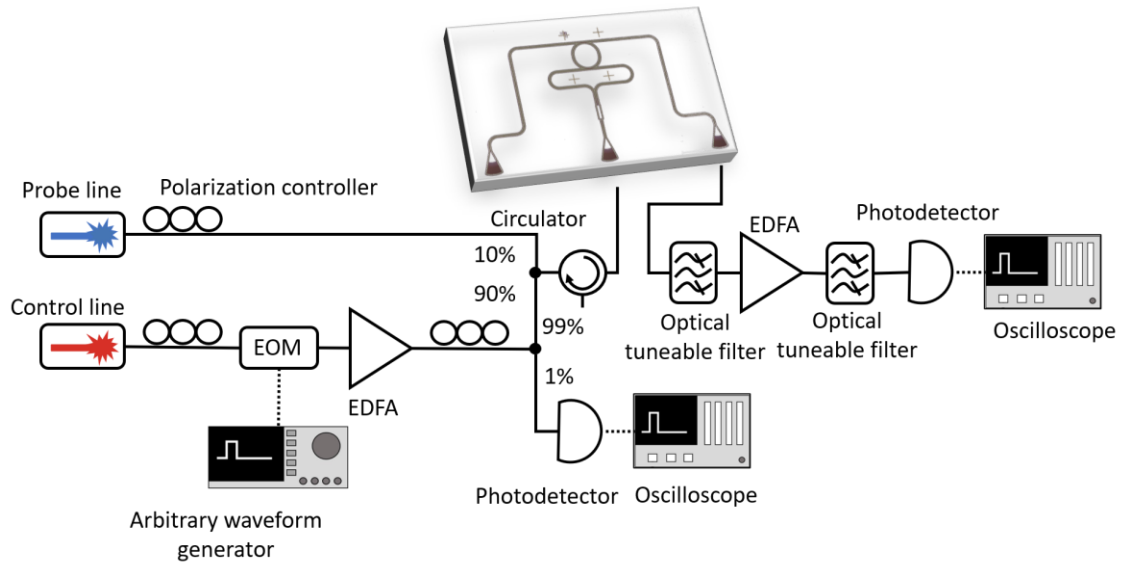 Probe line
Polarization controller
Circulator
Photodetector
EDFA
10%
90%
Control line
EOM
EDFA
99%
1%
Optical
tuneable filter
Optical
tuneable filter
Oscilloscope
Photodetector
Oscilloscope
Arbitrary waveform
generator